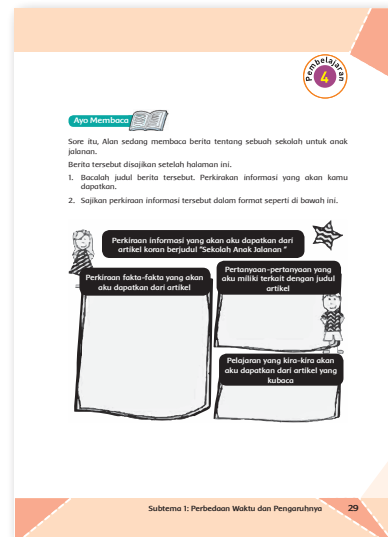 Pembelajaran
4
Ayo Membaca
Sore itu, Alan sedang membaca berita tentang sebuah sekolah untuk anak
jalanan.
Berita tersebut disajikan setelah halaman ini.
1. Bacalah judul berita tersebut. Perkirakan informasi yang akan kamu
dapatkan.
2. Sajikan perkiraan informasi tersebut dalam format seperti di bawah ini.
Perkiraan informasi yang akan aku dapatkan dari
artikel koran berjudul "Sekolah Anak Jalanan "
Perkiraan fakta-fakta yang akan
aku dapatkan dari artikel
Pertanyaan-pertanyaan yang
aku miliki terkait dengan judul
artikel
Pelajaran yang kira-kira akan
aku dapatkan dari artikel yang
kubaca
Subtema 1: Perbedaan Waktu dan Pengaruhnya 29